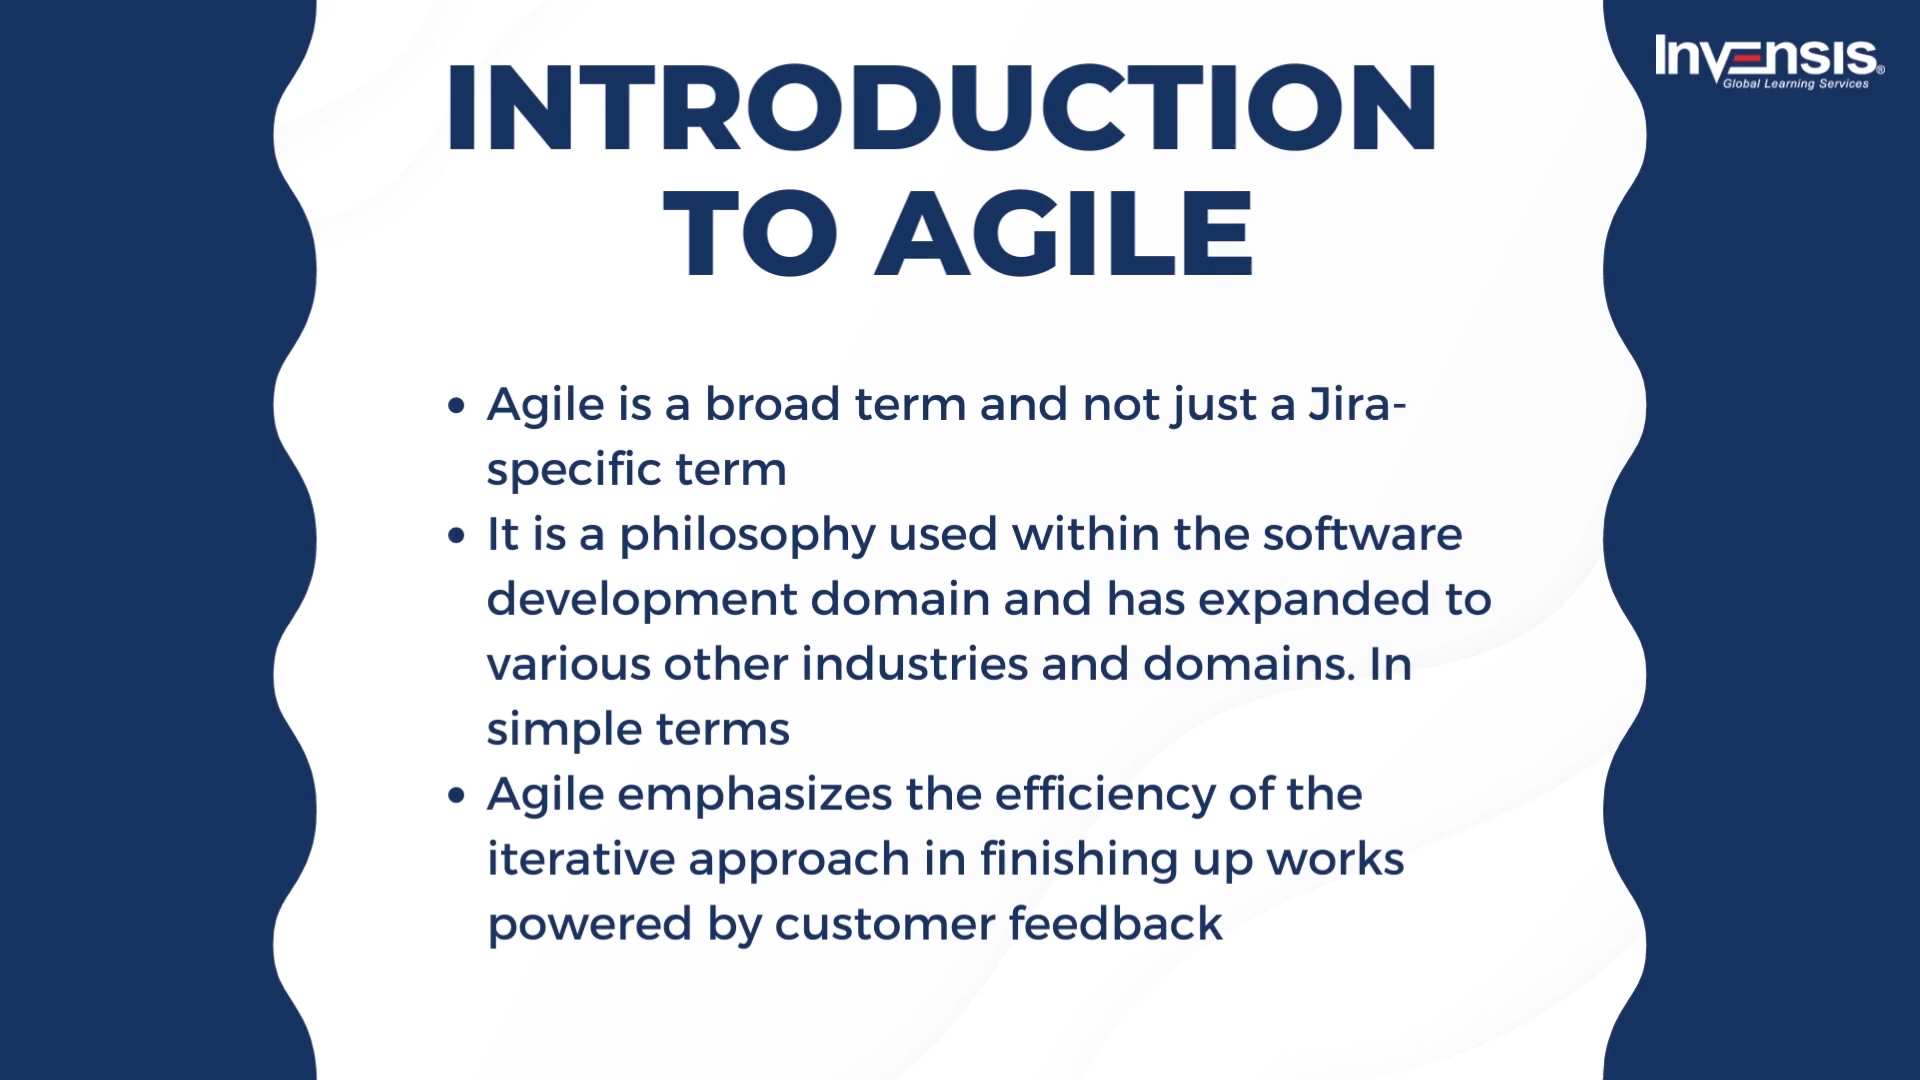 Invensis®
Global Learning Services
INTRODUCTION
TO AGILE
• Agile is a broad term and not just a Jira-
specific term
• It is a philosophy used within the software
development domain and has expanded to
various other industries and domains. In
simple terms
• Agile emphasizes the efficiency of the
iterative approach in finishing up works
powered by customer feedback